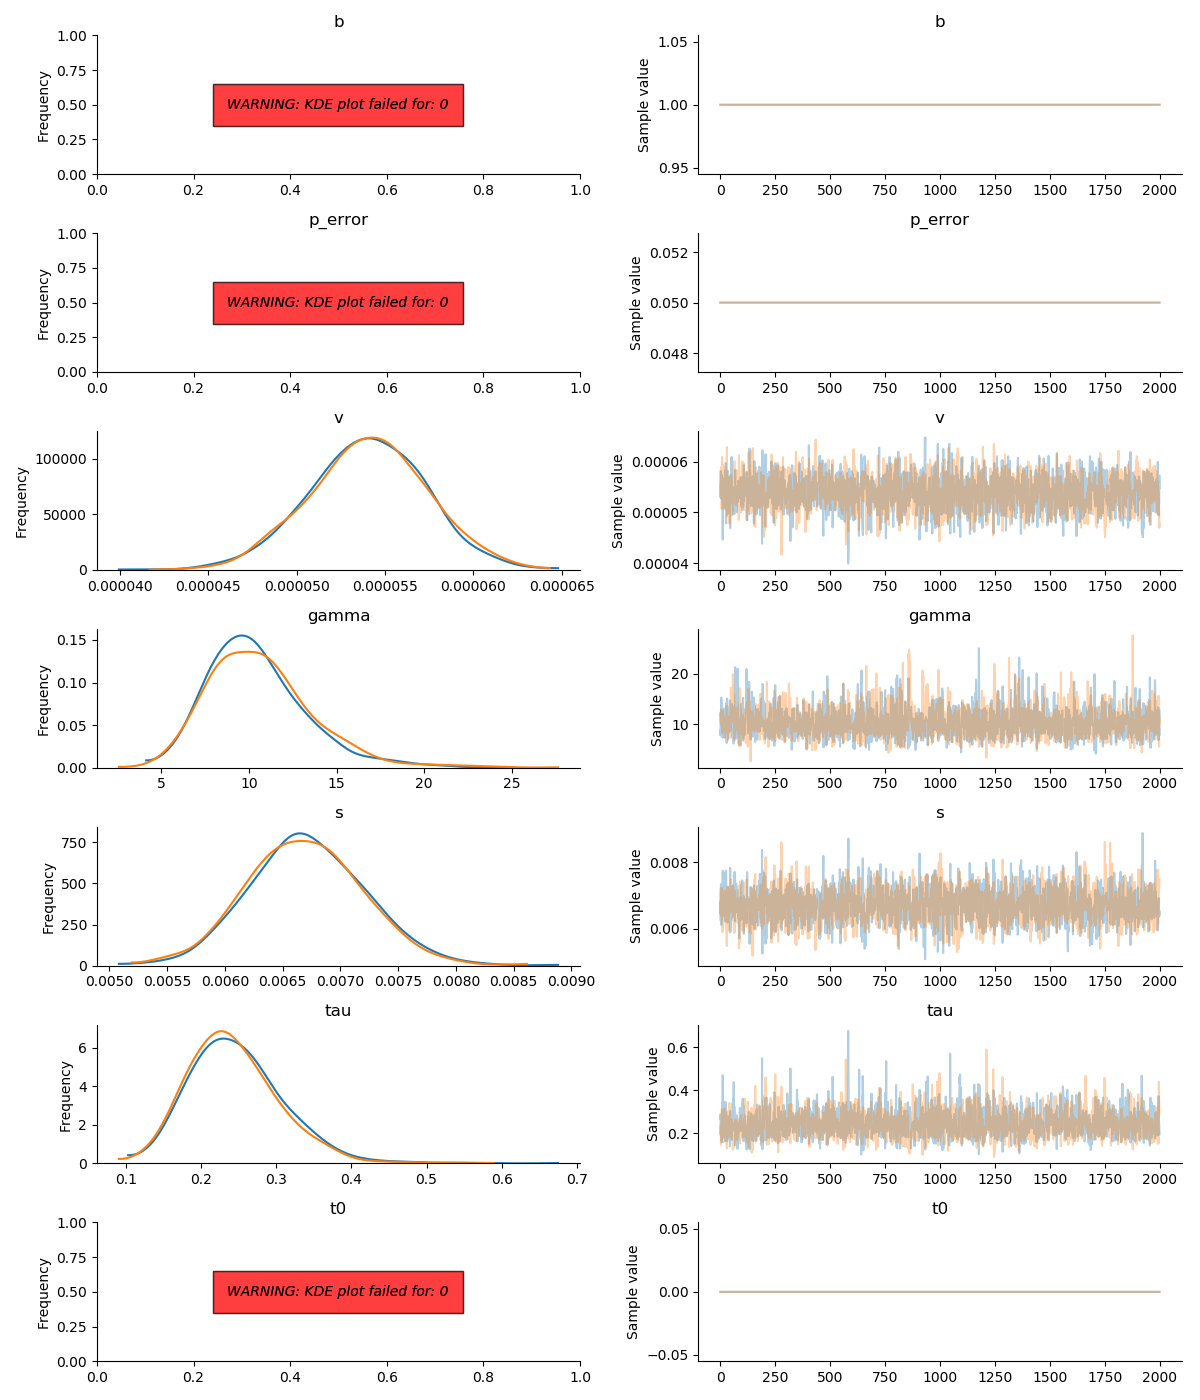 b
Frequency
1.00
0.75
0.50
0.25
0.00
WARNING: KDE plot failed for: 0
0.0 0.2 0.4 0.6 0.8 1.0
b
Sample value
1.05
1.00
0.95
0 250 500 750 1000 1250 1500 1750 2000
p_error
Frequency
1.00
0.75
0.50
0.25
0.00
WARNING: KDE plot failed for: 0
0.0 0.2 0.4 0.6 0.8 1.0
p_error
Sample value
0.052
0.050
0.048
0 250 500 750 1000 1250 1500 1750 2000
v
Frequency
100000
50000
0
0.000040 0.000045 0.000050 0.000055 0.000060 0.000065
v
Sample value
0.00006
0.00005
0.00004
0 250 500 750 1000 1250 1500 1750 2000
gamma
Frequency
0.15
0.10
0.05
0.00
5 10 15 20 25
gamma
Sample value
20
10
0 250 500 750 1000 1250 1500 1750 2000
s
Frequency
750
500
250
0
0.0050 0.0055 0.0060 0.0065 0.0070 0.0075 0.0080 0.0085 0.0090
s
Sample value
0.008
0.006
0 250 500 750 1000 1250 1500 1750 2000
tau
Frequency
6
4
2
0
0.1 0.2 0.3 0.4 0.5 0.6 0.7
tau
Sample value
0.6
0.4
0.2
0 250 500 750 1000 1250 1500 1750 2000
t0
Frequency
1.00
0.75
0.50
0.25
0.00
WARNING: KDE plot failed for: 0
0.0 0.2 0.4 0.6 0.8 1.0
t0
Sample value
0.05
0.00
−0.05
0 250 500 750 1000 1250 1500 1750 2000